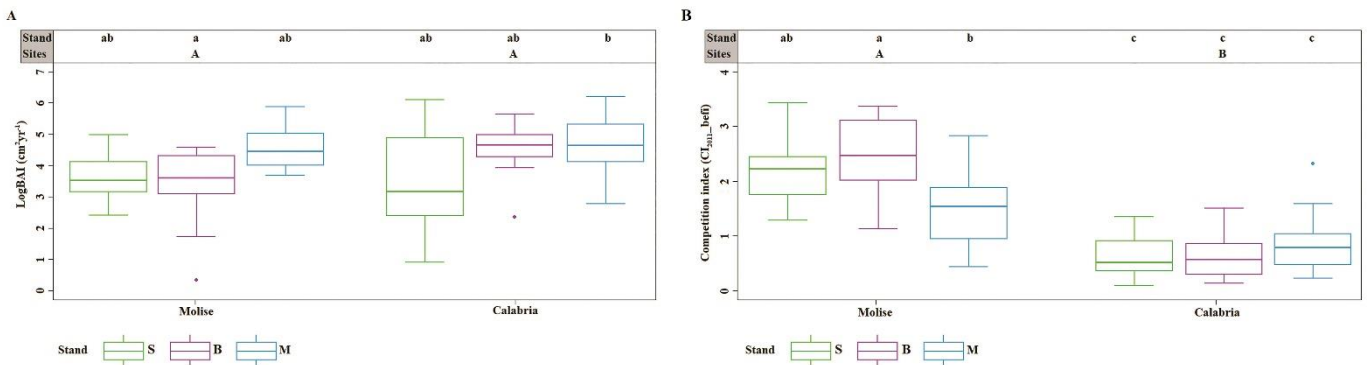 A
Stand ab a ab ab ab b
Sites A A
7
6
5
4
3
2
1
0
LogBAI (cm²yr⁻¹)
Molise Calabria
Stand S B M
B
Stand ab a b c c c
Sites A B
4
3
2
1
0
Competition index (CI₂₀₁₁_befi)
Molise Calabria
Stand S B M